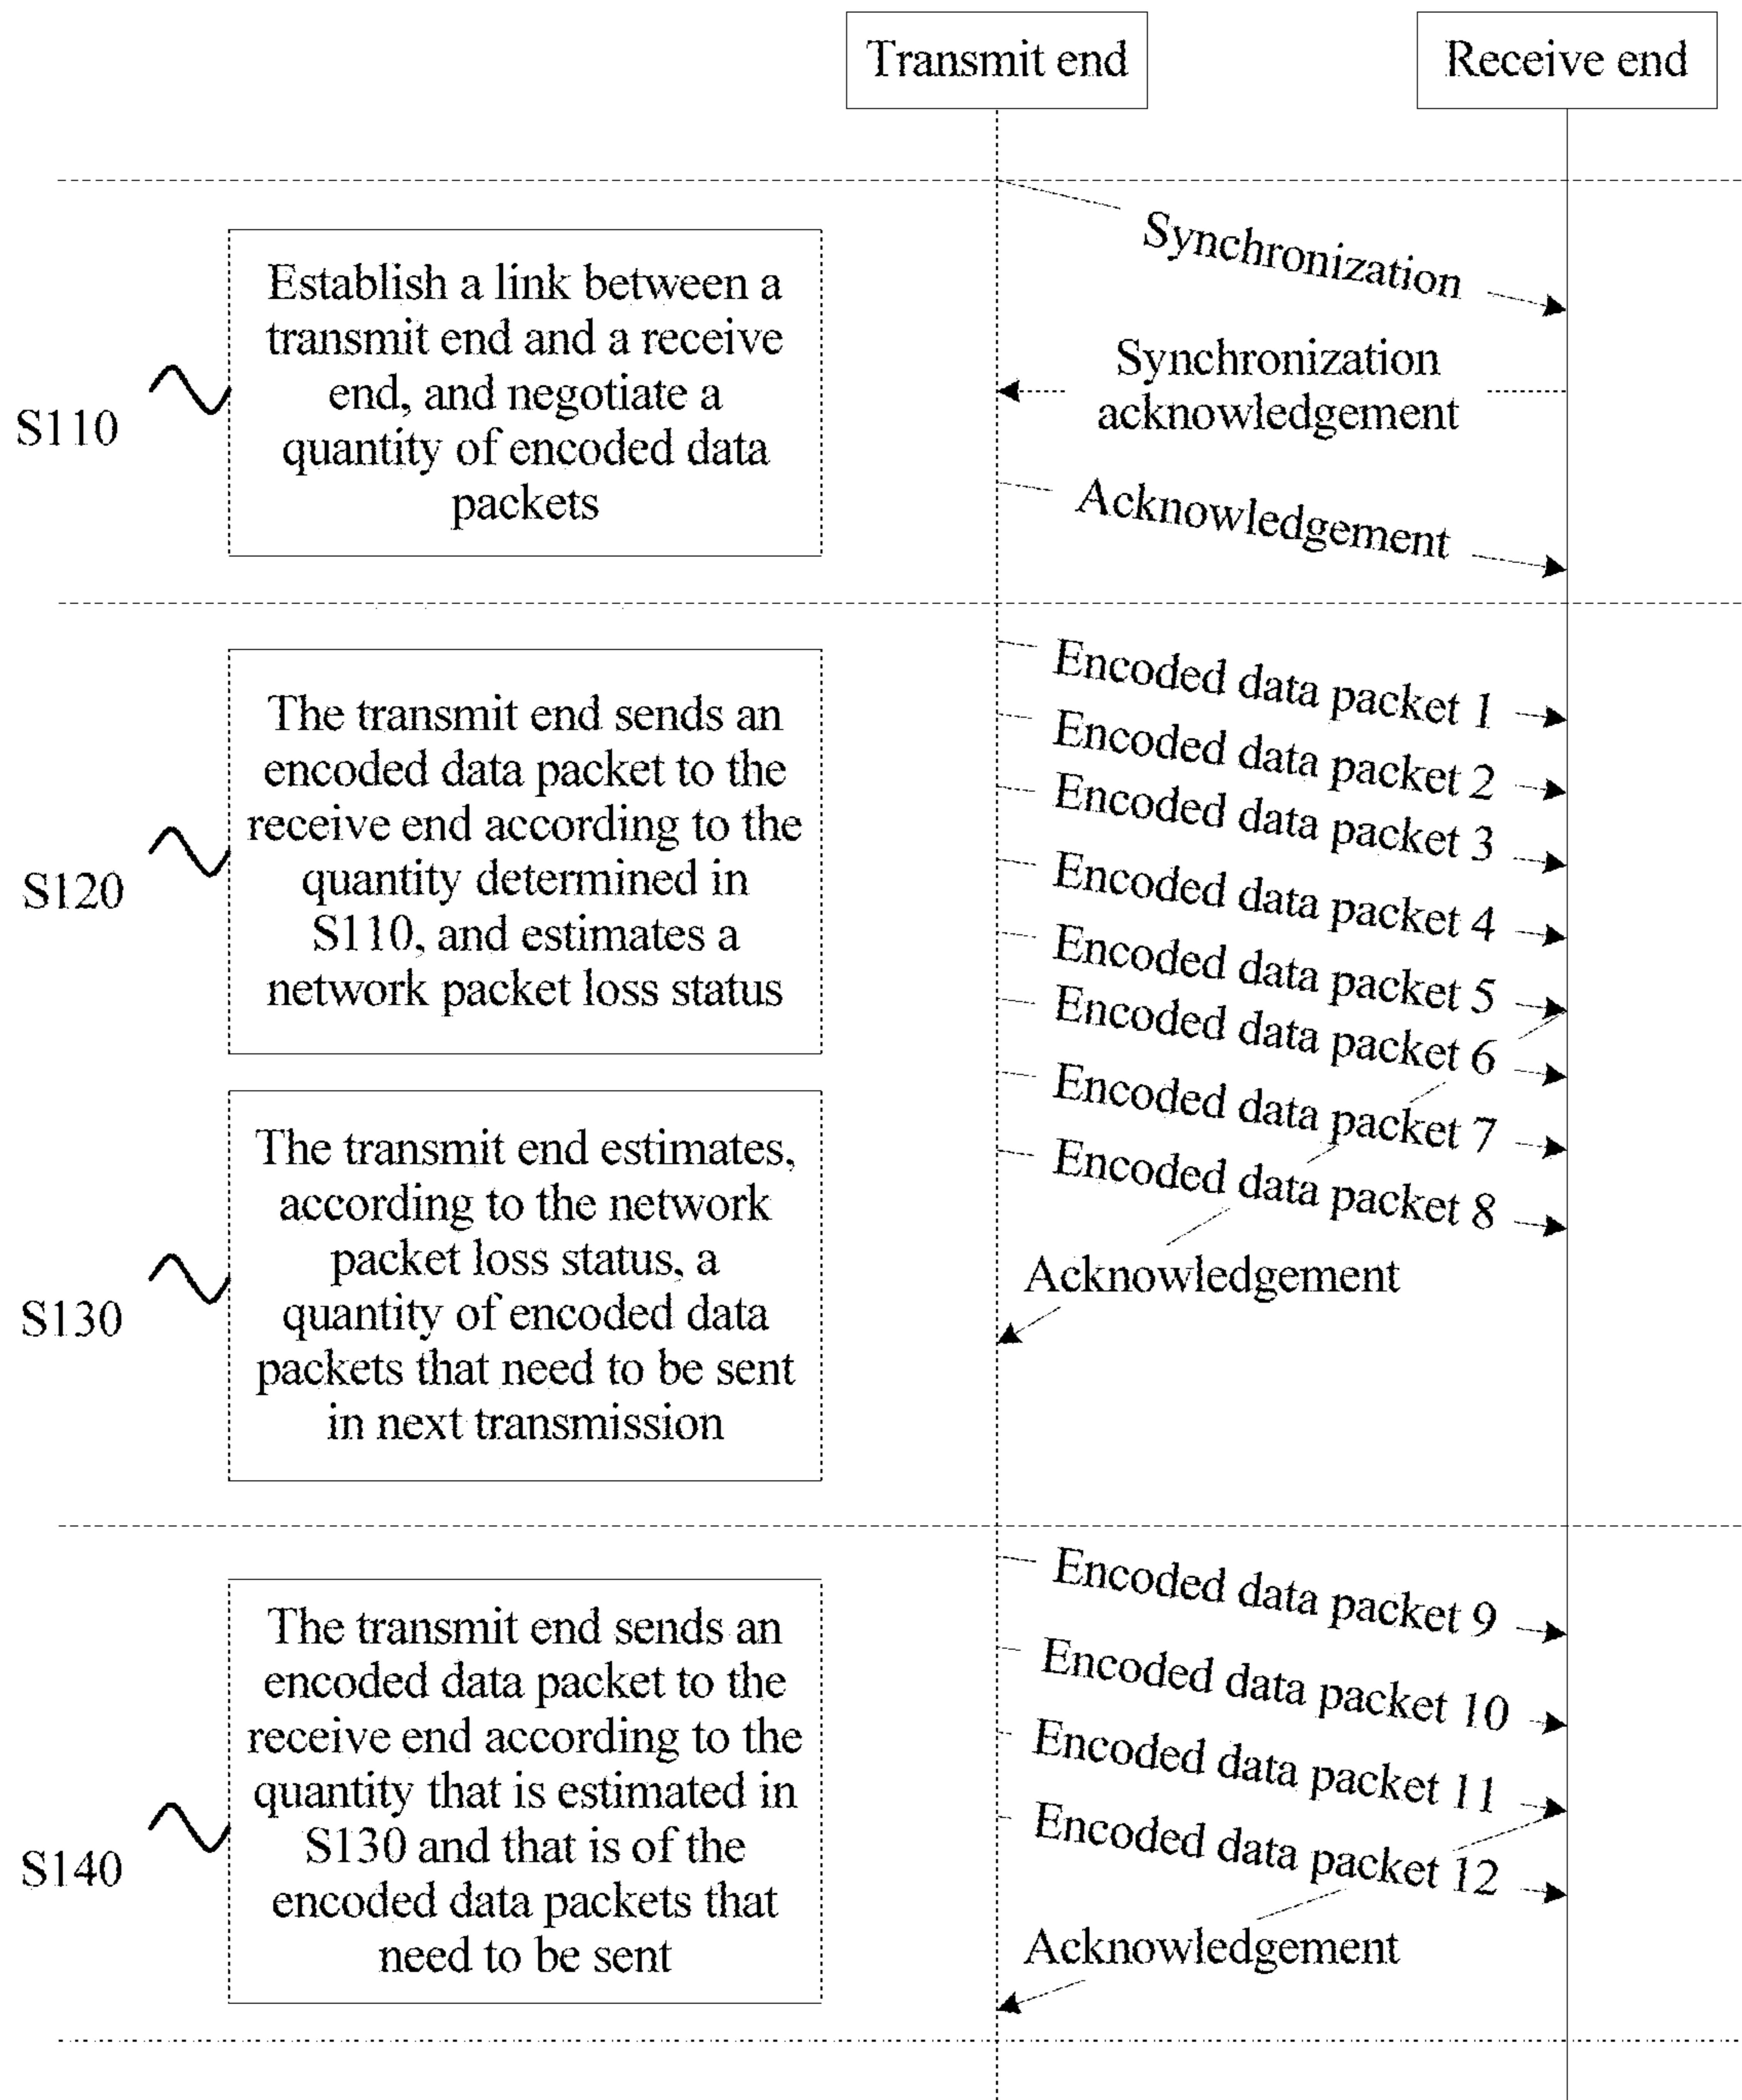 Transmit end
Receive end
Synchronization
Establish a link between a
transmit end and a receive
end, and negotiate a
quantity of encoded data
packets
S110
Synchronization
acknowledgement
Acknowledgement
The transmit end sends an
encoded data packet to the
receive end according to the
quantity determined in
S110, and estimates a
network packet loss status
S120
Encoded data packet 1
Encoded data packet 2
Encoded data packet 3
Encoded data packet 4
Encoded data packet 5
Encoded data packet 6
Encoded data packet 7
Encoded data packet 8
Acknowledgement
The transmit end estimates,
according to the network
packet loss status, a
quantity of encoded data
packets that need to be sent
in next transmission
S130
The transmit end sends an
encoded data packet to the
receive end according to the
quantity that is estimated in
S130 and that is of the
encoded data packets that
need to be sent
S140
Encoded data packet 9
Encoded data packet 10
Encoded data packet 11
Encoded data packet 12
Acknowledgement